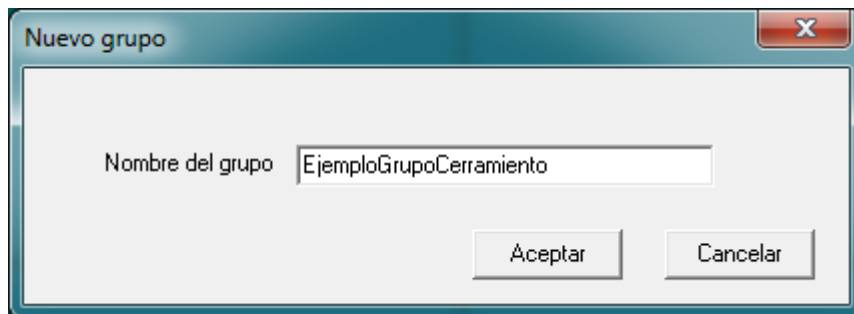 Nuevo grupo
Nombre del grupo EjemploGrupoCerramiento
Aceptar Cancelar